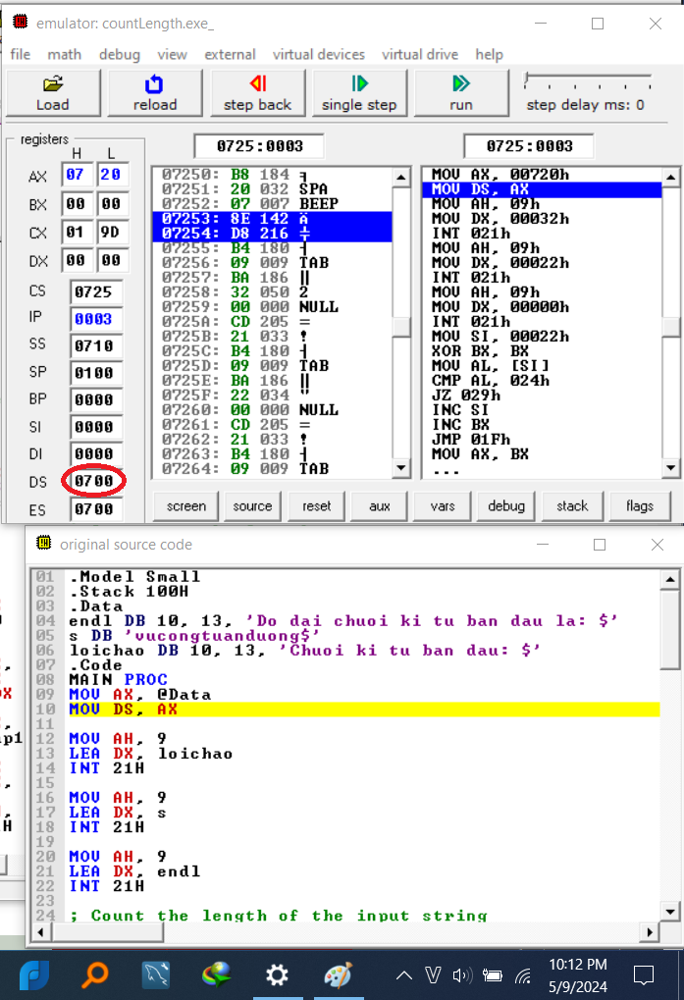 emulator: countLength.exe_
file math debug view external virtual devices virtual drive help
Load reload step back single step run step delay ms: 0
registers
H L
AX 07 20
BX 00 00
CX 01 9D
DX 00 00
CS 0725
IP 0003
SS 0710
SP 0100
BP 0000
SI 0000
DI 0000
DS 0700
ES 0700
0725:0003
07250: B8 184 ╕
07251: 20 032 SPA
07252: 07 007 BEEP
07253: 8E 142 Ä
07254: D8 216 ╪
07255: B4 180 ┤
07256: 09 009 TAB
07257: BA 186 ║
07258: 32 050 2
07259: 00 000 NULL
0725A: CD 205 =
0725B: 21 033 !
0725C: B4 180 ┤
0725D: 09 009 TAB
0725E: BA 186 ║
0725F: 22 034 "
07260: 00 000 NULL
07261: CD 205 =
07262: 21 033 !
07263: B4 180 ┤
07264: 09 009 TAB
0725:0003
MOV AX, 00720h
MOV DS, AX
MOV AH, 09h
MOV DX, 00032h
INT 021h
MOV AH, 09h
MOV DX, 00022h
INT 021h
MOV AH, 09h
MOV DX, 00000h
INT 021h
MOV SI, 00022h
XOR BX, BX
MOV AL, [SI]
CMP AL, 024h
JZ 029h
INC SI
INC BX
JMP 01Fh
MOV AX, BX
...
screen source reset aux vars debug stack flags
original source code
01 .Model Small
02 .Stack 100H
03 .Data
04 endl DB 10, 13, 'Do dai chuoi ki tu ban dau la: $'
05 s DB 'vucongtuanduong$'
06 loichao DB 10, 13, 'Chuoi ki tu ban dau: $'
07 .Code
08 MAIN PROC
09 MOV AX, @Data
10 MOV DS, AX
11
12 MOV AH, 9
13 LEA DX, loichao
14 INT 21H
15
16 MOV AH, 9
17 LEA DX, s
18 INT 21H
19
20 MOV AH, 9
21 LEA DX, endl
22 INT 21H
23
24 ; Count the length of the input string
10:12 PM
5/9/2024